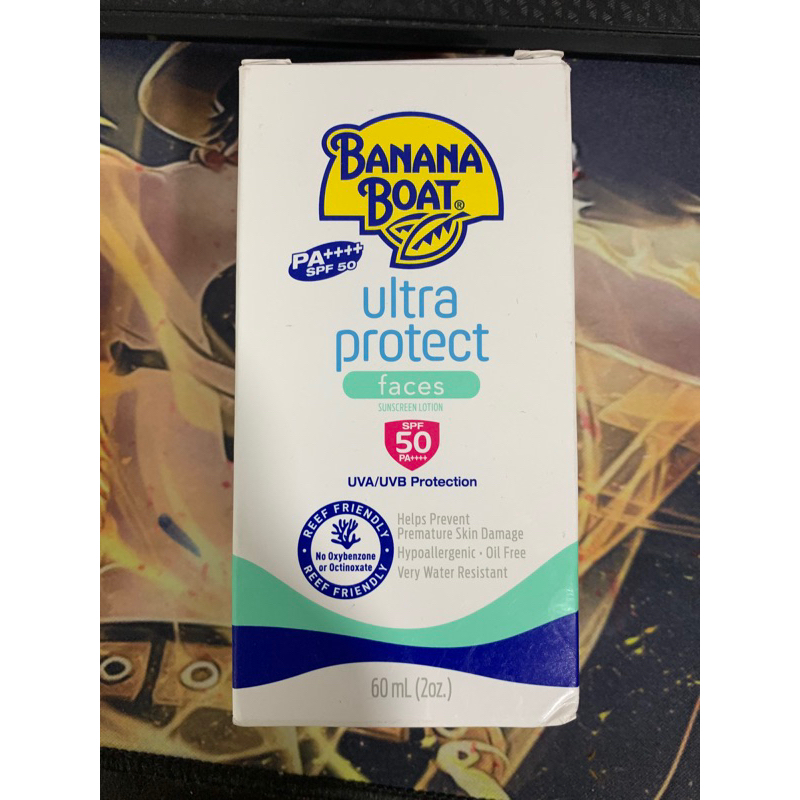 BANANA
BOAT®
PA++++
SPF 50
ultra
protect
faces
SUNSCREEN LOTION
SPF
50
PA++++
UVA/UVB Protection
REEF FRIENDLY
No Oxybenzone
or Octinoxate
REEF FRIENDLY
Helps Prevent
Premature Skin Damage
Hypoallergenic • Oil Free
Very Water Resistant
60 mL (2oz.)